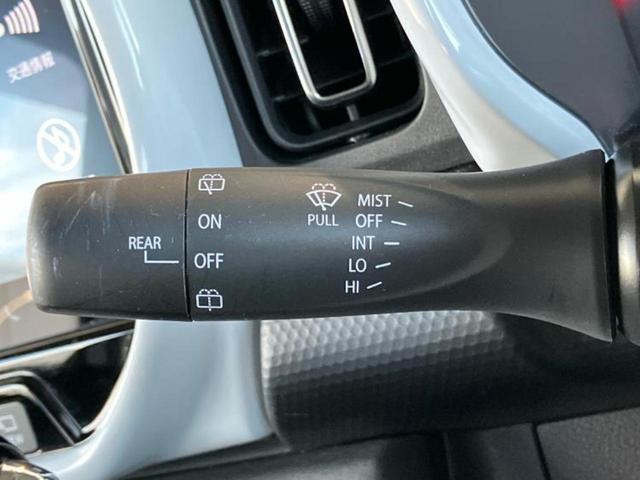 交通情報
ON
REAR
OFF
PULL
MIST
OFF
INT
LO
HI